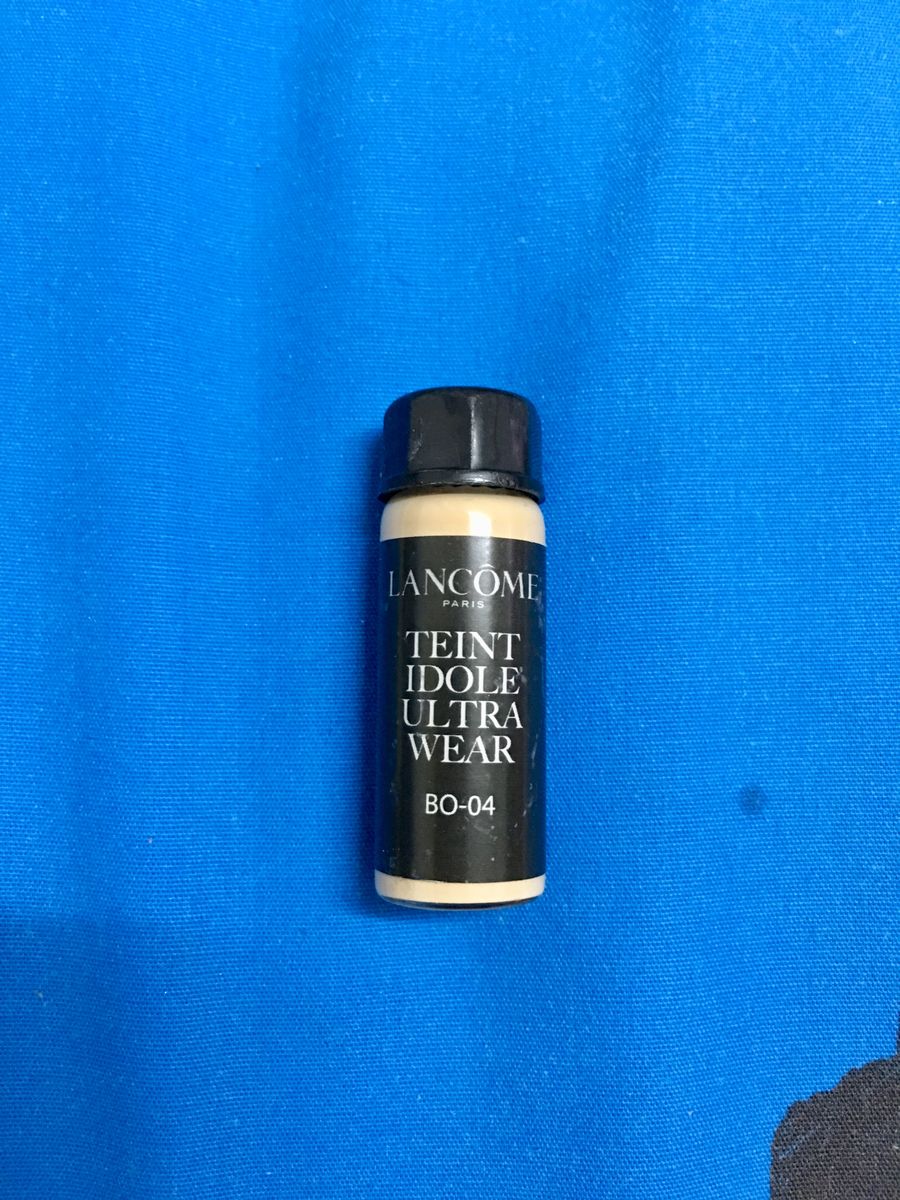 LANCÔME
PARIS
TEINT
IDOLE
ULTRA
WEAR
BO-04